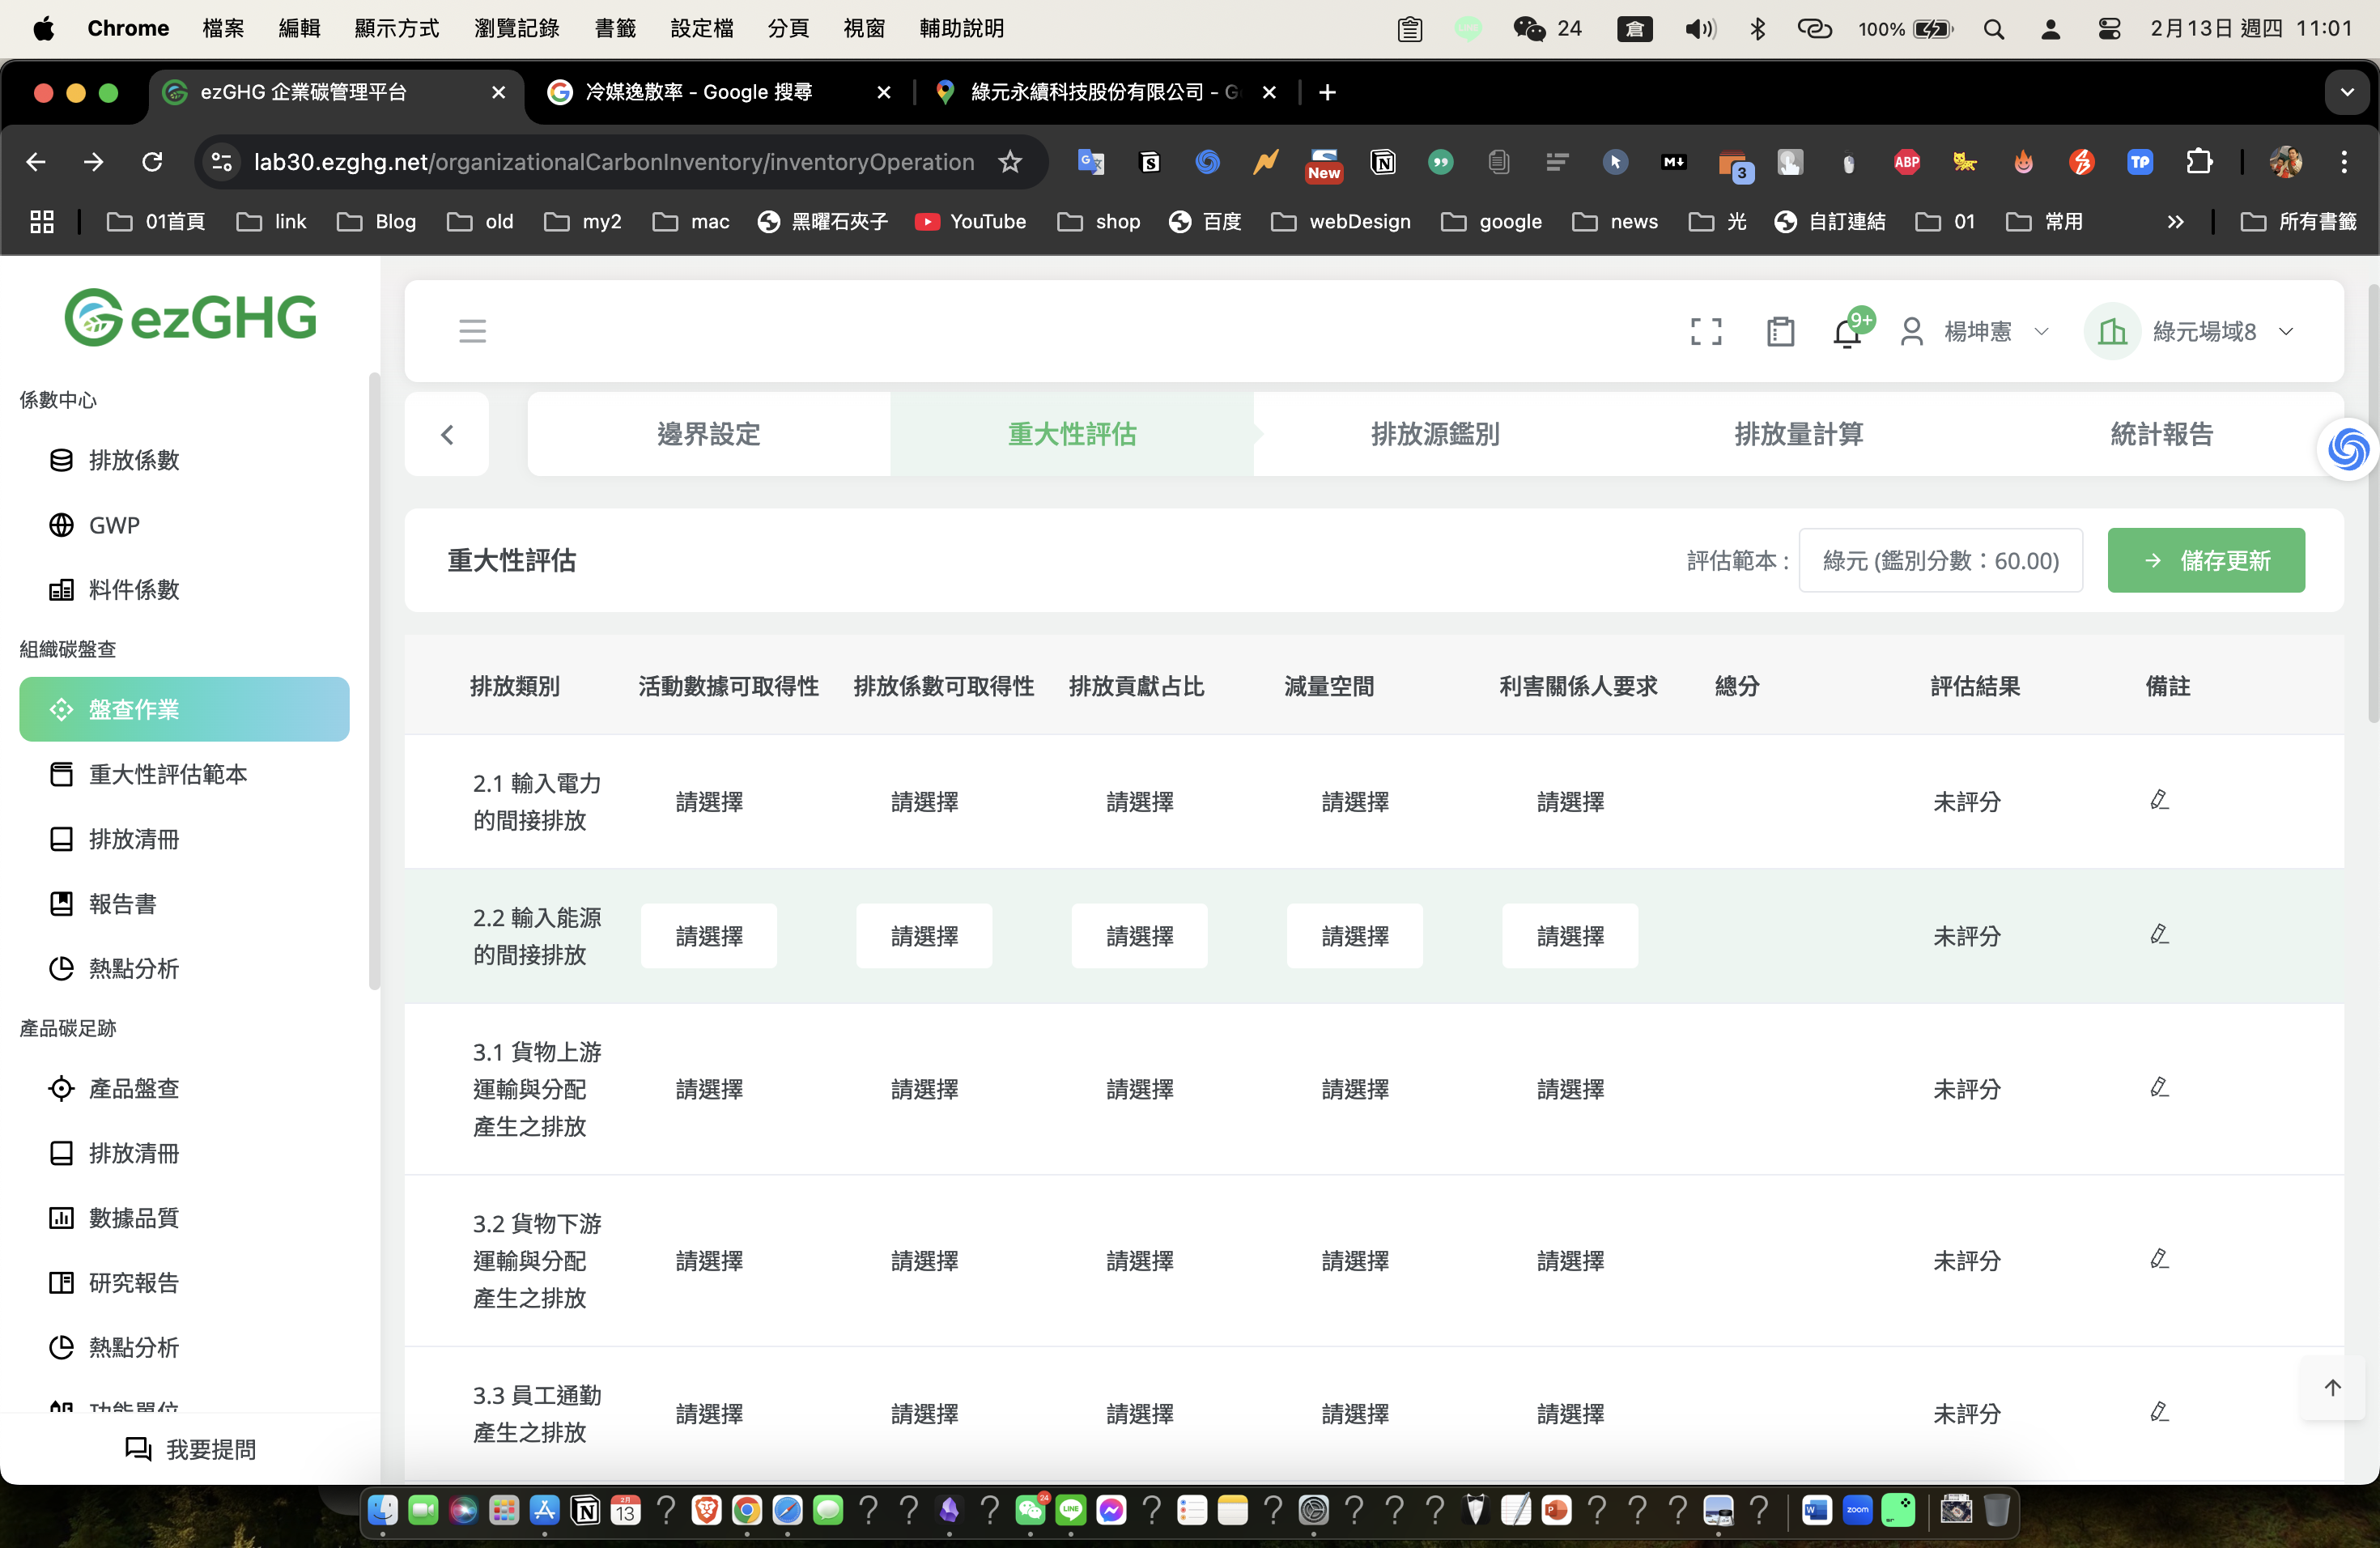 Chrome 檔案 編輯 顯示方式 瀏覽記錄 書籤 設定檔 分頁 視窗 輔助說明 24 倉 100% 2月13日 週四 11:01
ezGHG 企業碳管理平台 冷媒逸散率 - Google 搜尋 綠元永續科技股份有限公司 - G
lab30.ezghg.net/organizationalCarbonInventory/inventoryOperation New 3 ABP TP
01首頁 link Blog old my2 mac 黑曜石夾子 YouTube shop 百度 webDesign google news 光 自訂連結 01 常用 所有書籤
ezGHG
9+ 楊坤憲 綠元場域8
係數中心
排放係數
GWP
料件係數
組織碳盤查
盤查作業
重大性評估範本
排放清冊
報告書
熱點分析
產品碳足跡
產品盤查
排放清冊
數據品質
研究報告
熱點分析
功能單位
我要提問
邊界設定 重大性評估 排放源鑑別 排放量計算 統計報告
重大性評估 評估範本 : 綠元 (鑑別分數：60.00) 儲存更新
排放類別 活動數據可取得性 排放係數可取得性 排放貢獻占比 減量空間 利害關係人要求 總分 評估結果 備註
2.1 輸入電力
的間接排放
請選擇 請選擇 請選擇 請選擇 請選擇 未評分
2.2 輸入能源
的間接排放
請選擇 請選擇 請選擇 請選擇 請選擇 未評分
3.1 貨物上游
運輸與分配
產生之排放
請選擇 請選擇 請選擇 請選擇 請選擇 未評分
3.2 貨物下游
運輸與分配
產生之排放
請選擇 請選擇 請選擇 請選擇 請選擇 未評分
3.3 員工通勤
產生之排放
請選擇 請選擇 請選擇 請選擇 請選擇 未評分
2月 13 24 LINE zoom